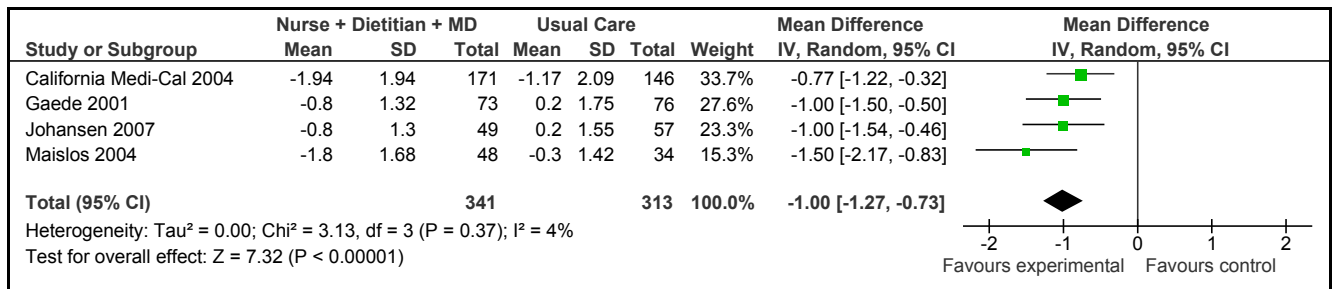 Nurse + Dietitian + MD Usual Care Mean Difference Mean Difference
Study or Subgroup Mean SD Total Mean SD Total Weight IV, Random, 95% CI IV, Random, 95% CI
California Medi-Cal 2004 -1.94 1.94 171 -1.17 2.09 146 33.7% -0.77 [-1.22, -0.32]
Gaede 2001 -0.8 1.32 73 0.2 1.75 76 27.6% -1.00 [-1.50, -0.50]
Johansen 2007 -0.8 1.3 49 0.2 1.55 57 23.3% -1.00 [-1.54, -0.46]
Maislos 2004 -1.8 1.68 48 -0.3 1.42 34 15.3% -1.50 [-2.17, -0.83]
Total (95% CI) 341 313 100.0% -1.00 [-1.27, -0.73]
Heterogeneity: Tau² = 0.00; Chi² = 3.13, df = 3 (P = 0.37); I² = 4%
Test for overall effect: Z = 7.32 (P < 0.00001)
-2 -1 0 1 2
Favours experimental Favours control